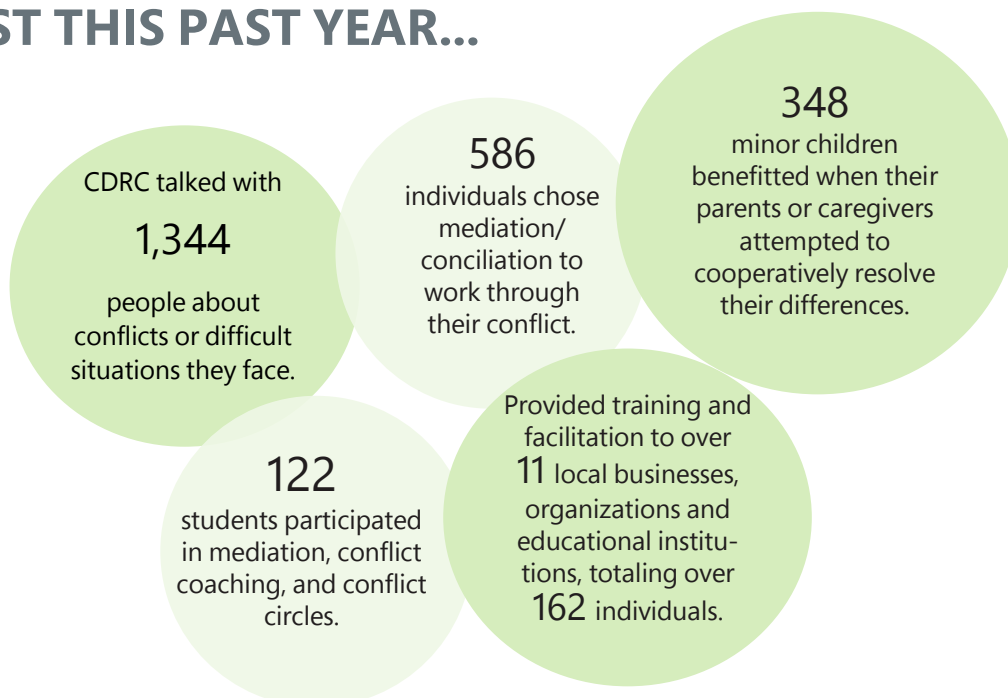 ST THIS PAST YEAR...
CDRC talked with
1,344
people about
conflicts or difficult
situations they face.
586
individuals chose
mediation/
conciliation to
work through
their conflict.
348
minor children
benefitted when their
parents or caregivers
attempted to
cooperatively resolve
their differences.
122
students participated
in mediation, conflict
coaching, and conflict
circles.
Provided training and
facilitation to over
11 local businesses,
organizations and
educational institu-
tions, totaling over
162 individuals.